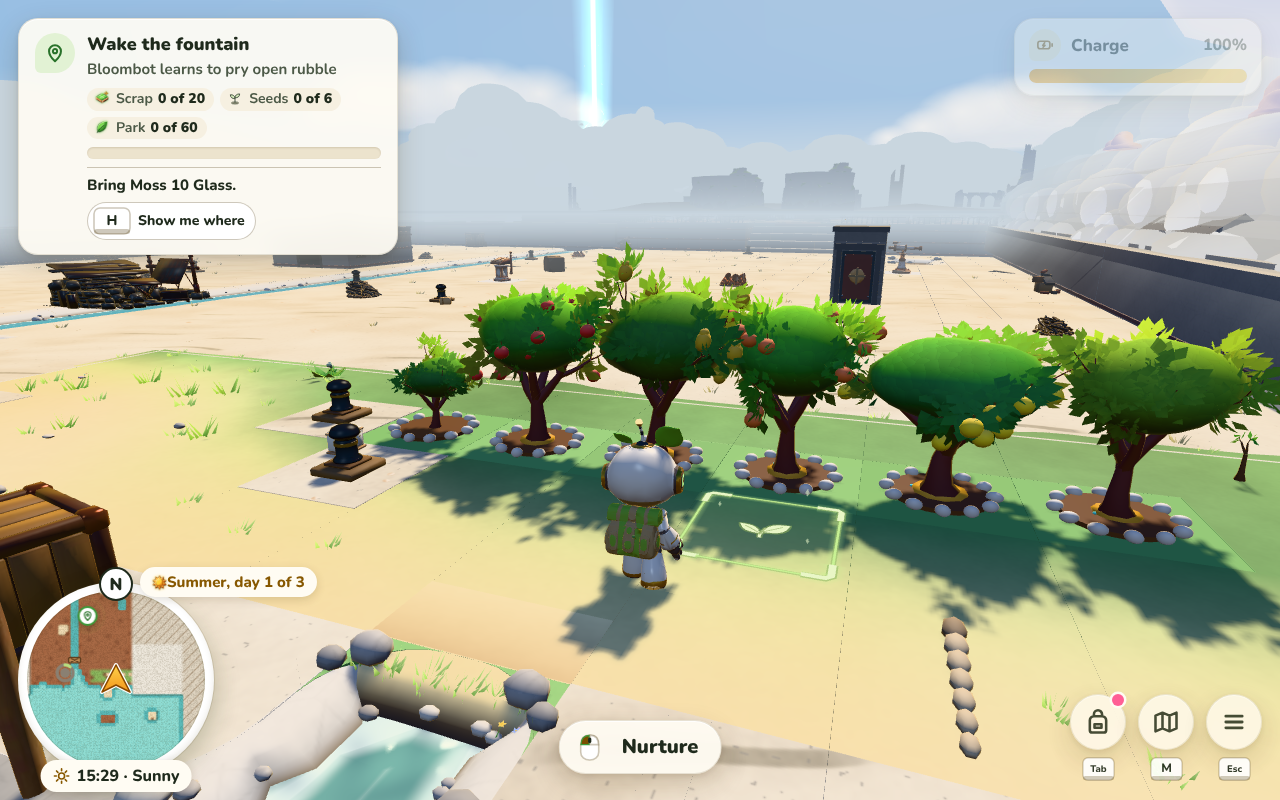 Wake the fountain
Bloombot learns to pry open rubble
Scrap 0 of 20 Seeds 0 of 6
Park 0 of 60
Bring Moss 10 Glass.
H Show me where
Charge 100%
N
Summer, day 1 of 3
15:29 · Sunny
Nurture
Tab M Esc